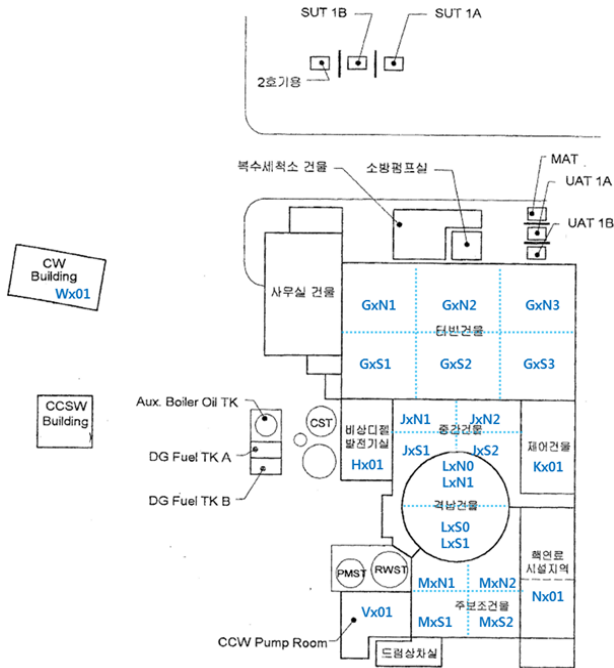 SUT 1B
SUT 1A
2호기용
복수세척소 건물
소방펌프실
MAT
UAT 1A
UAT 1B
CW
Building
Wx01
사무실 건물
GxN1
GxN2
GxN3
터빈건물
GxS1
GxS2
GxS3
CCSW
Building
Aux. Boiler Oil TK
DG Fuel TK A
DG Fuel TK B
CST
비상디젤
발전기실
Hx01
JxN1
JxN2
중간건물
JxS1
JxS2
제어건물
Kx01
LxN0
LxN1
격납건물
LxS0
LxS1
핵연료
시설지역
Nx01
PMST
RWST
MxN1
MxN2
주보조건물
MxS1
MxS2
Vx01
CCW Pump Room
드럼상차실